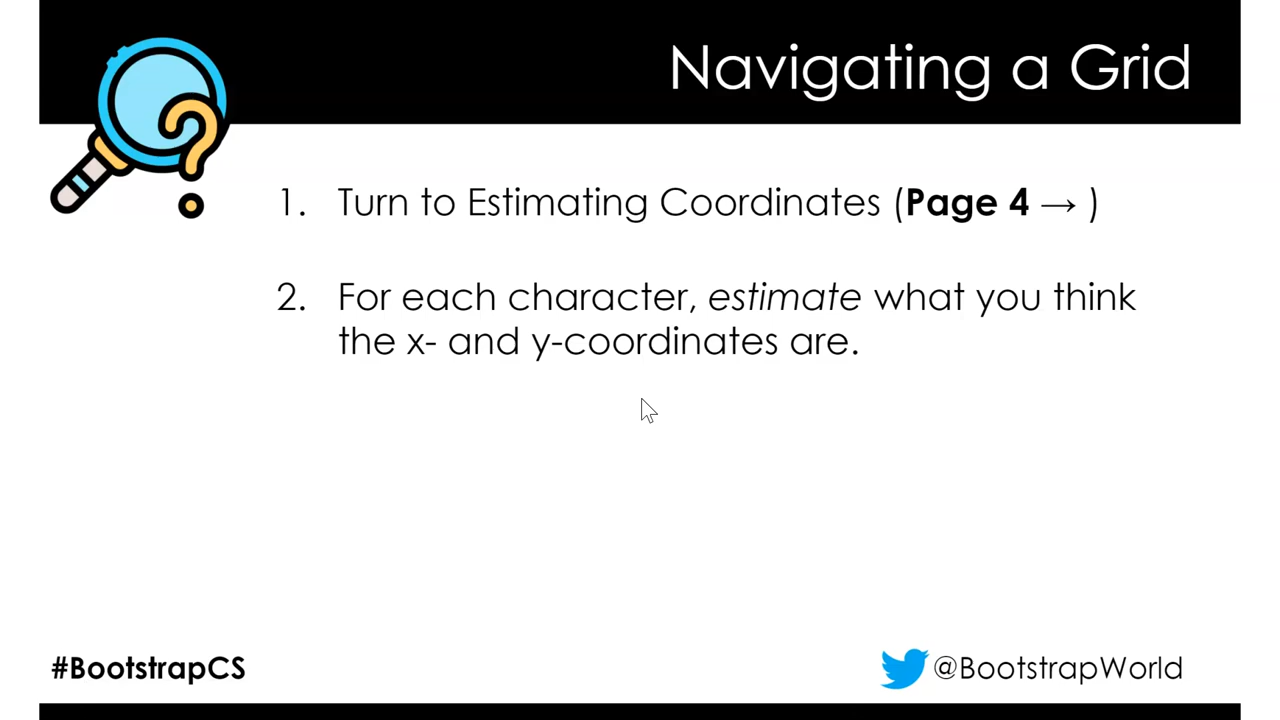 Navigating a Grid
1. Turn to Estimating Coordinates (Page 4 → )
2. For each character, estimate what you think
the x- and y-coordinates are.
#BootstrapCS
@BootstrapWorld